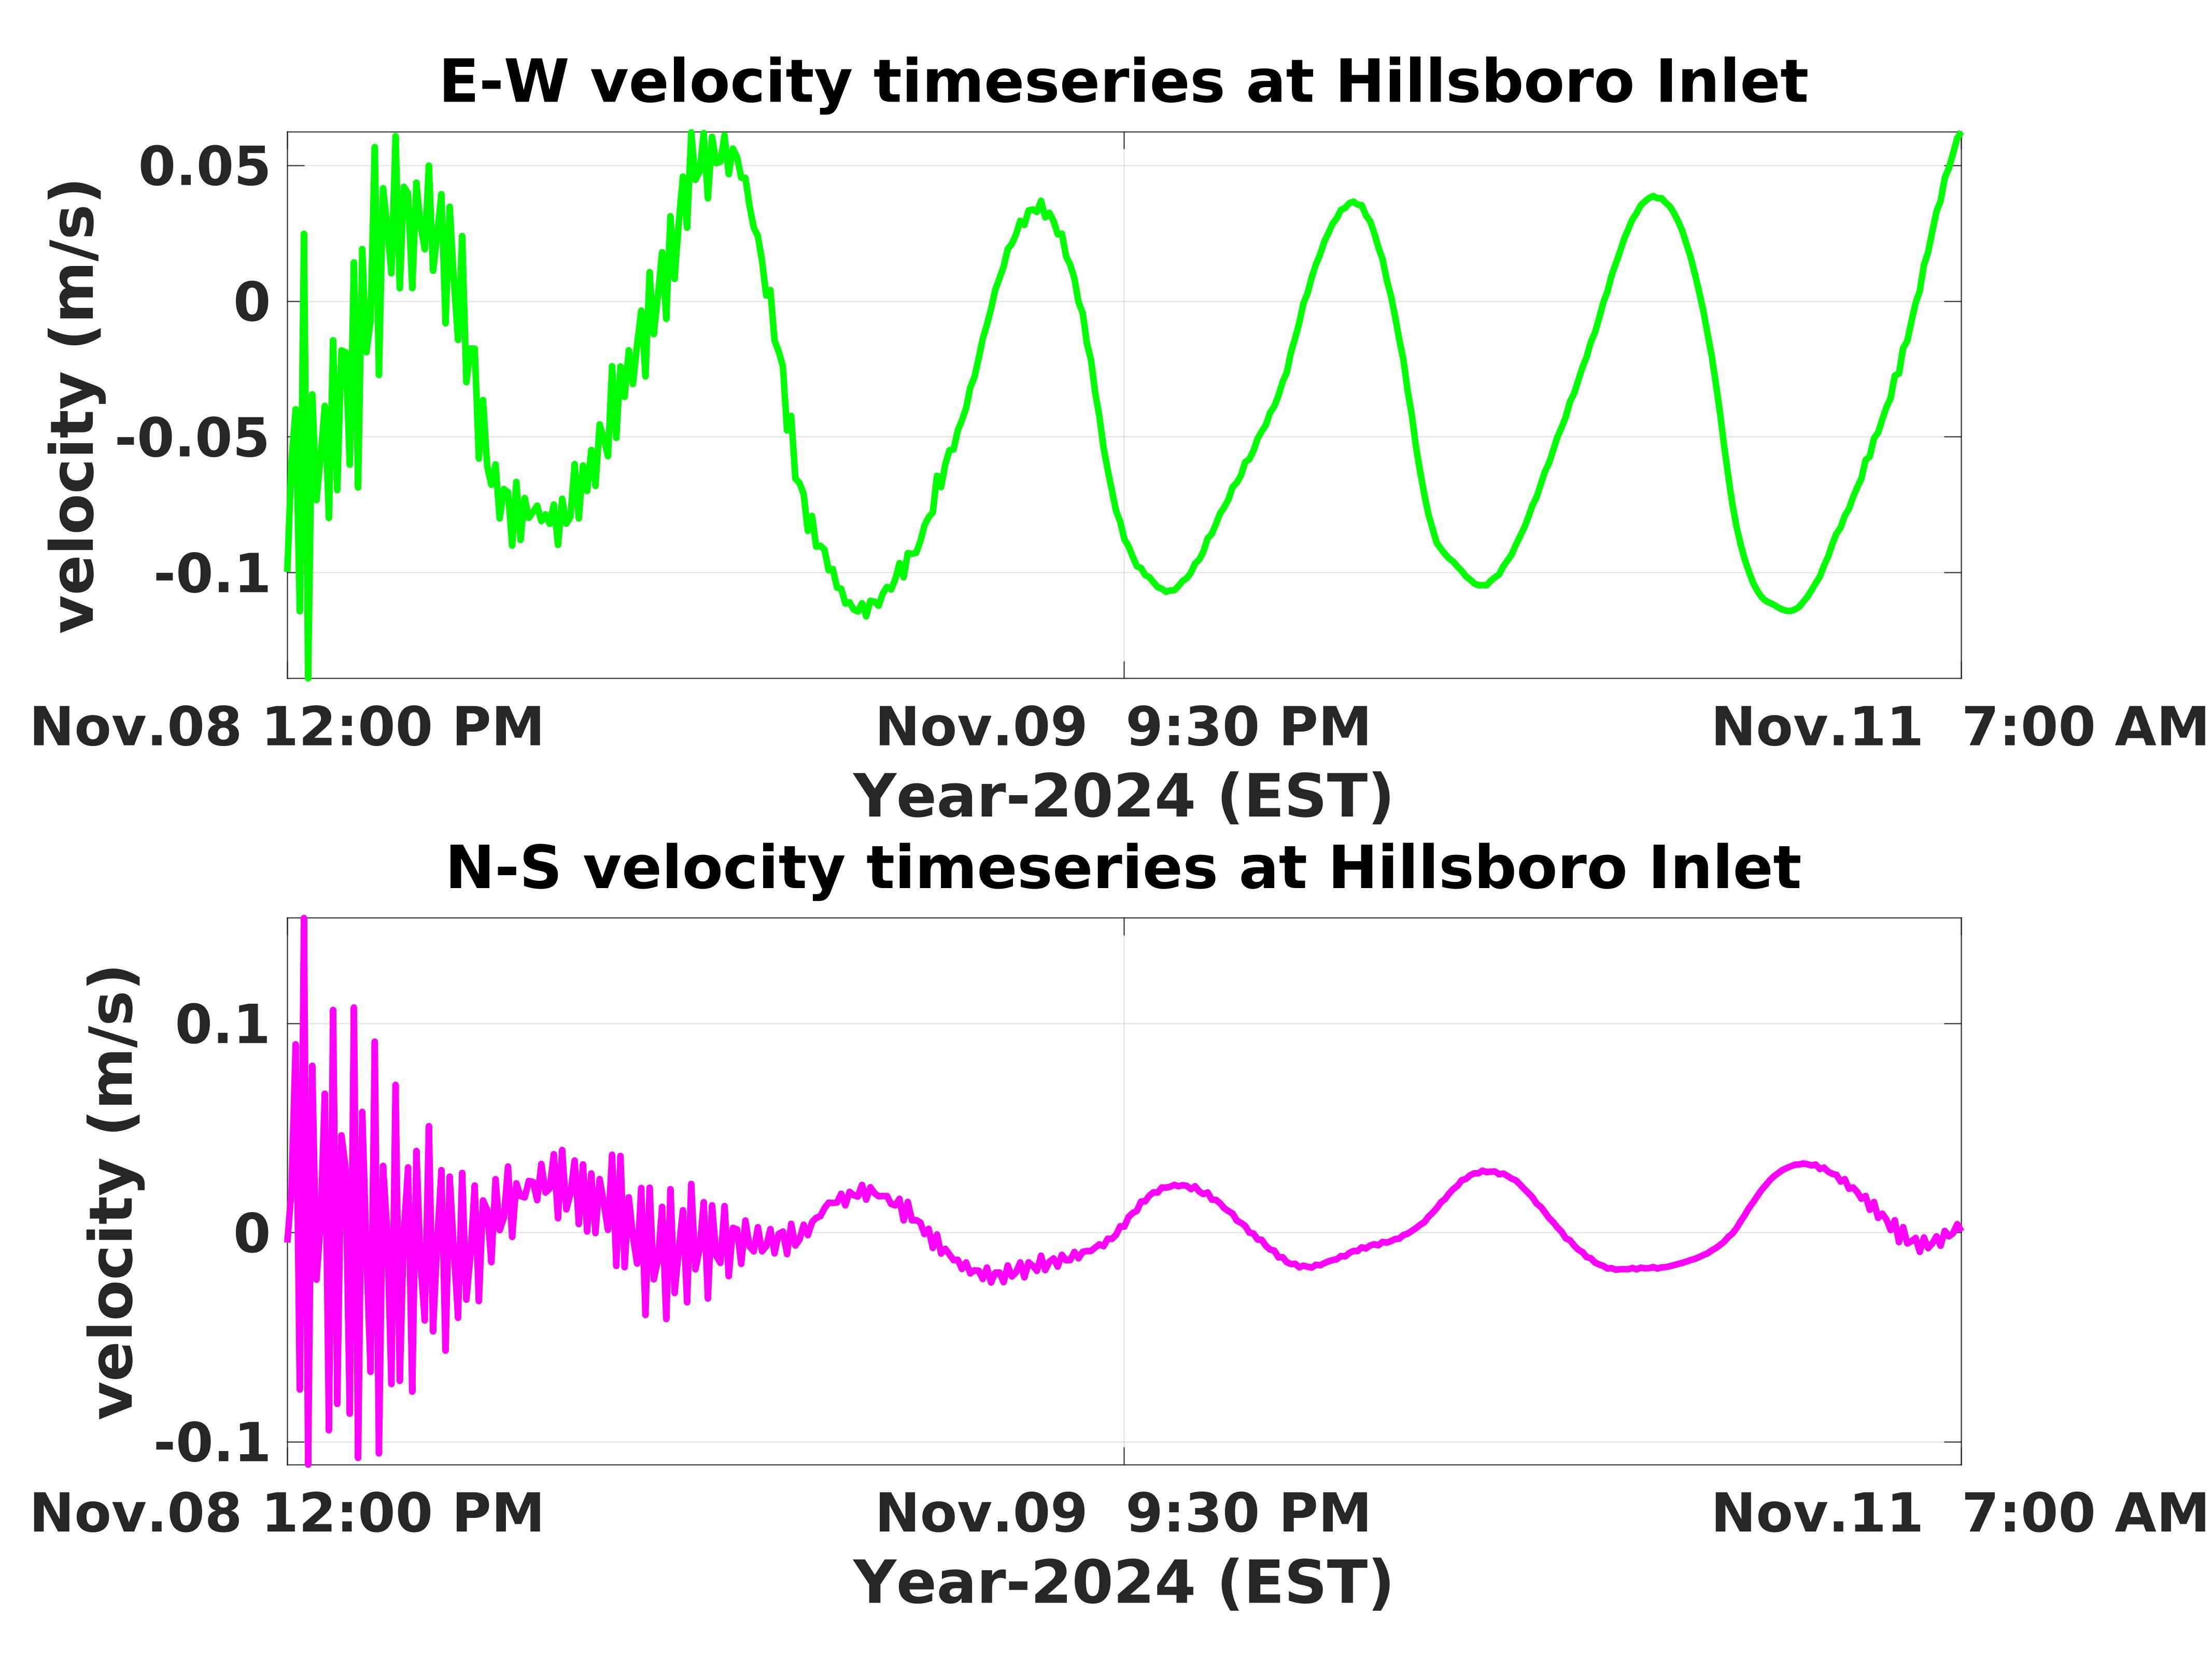 E-W velocity timeseries at Hillsboro Inlet
velocity (m/s)
0.05
0
-0.05
-0.1
Nov.08 12:00 PM Nov.09  9:30 PM Nov.11  7:00 AM
Year-2024 (EST)
N-S velocity timeseries at Hillsboro Inlet
velocity (m/s)
0.1
0
-0.1
Nov.08 12:00 PM Nov.09  9:30 PM Nov.11  7:00 AM
Year-2024 (EST)